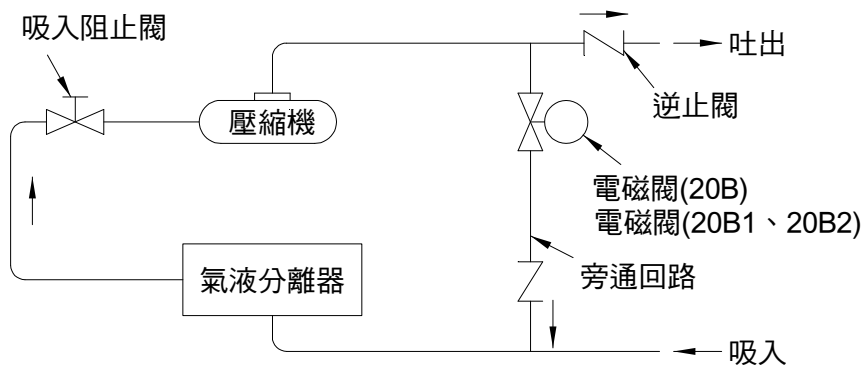 吸入阻止閥
吐出
逆止閥
壓縮機
電磁閥(20B)
電磁閥(20B1、20B2)
旁通回路
氣液分離器
吸入